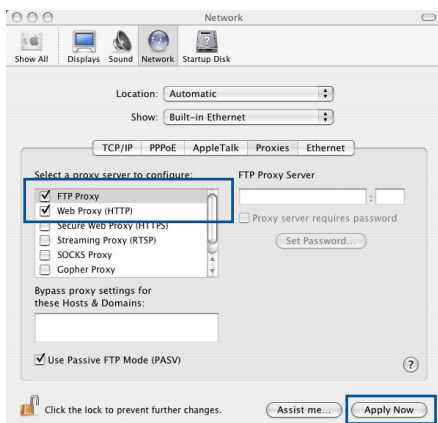 Network
Show All Displays Sound Network Startup Disk
Location: Automatic
Show: Built-in Ethernet
TCP/IP PPPoE AppleTalk Proxies Ethernet
Select a proxy server to configure: FTP Proxy Server
FTP Proxy
:
Web Proxy (HTTP)
Proxy server requires password
Secure Web Proxy (HTTPS)
Streaming Proxy (RTSP) Set Password...
SOCKS Proxy
Gopher Proxy
Bypass proxy settings for
these Hosts & Domains:
Use Passive FTP Mode (PASV) ?
Click the lock to prevent further changes. Assist me... Apply Now